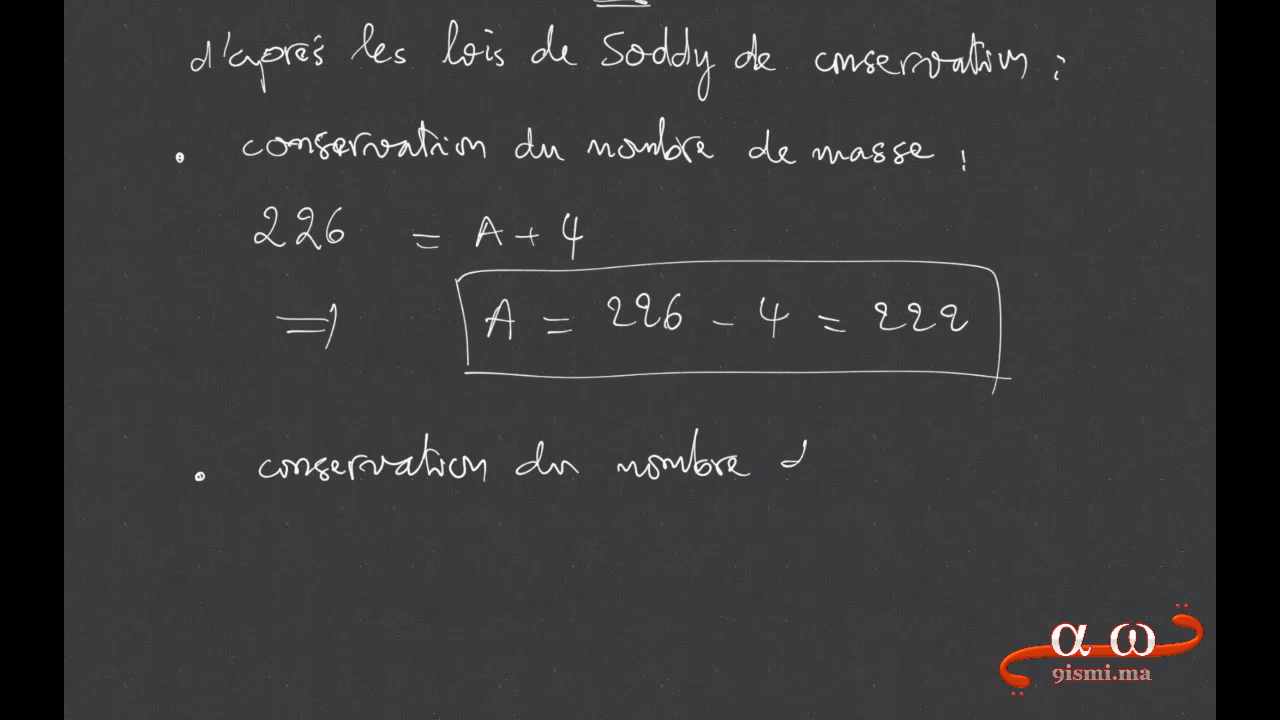 d'après les lois de Soddy de conservation :
. conservation du nombre de masse :
226 = A + 4
=> A = 226 - 4 = 222
. conservation du nombre d
α ω
9ismi.ma